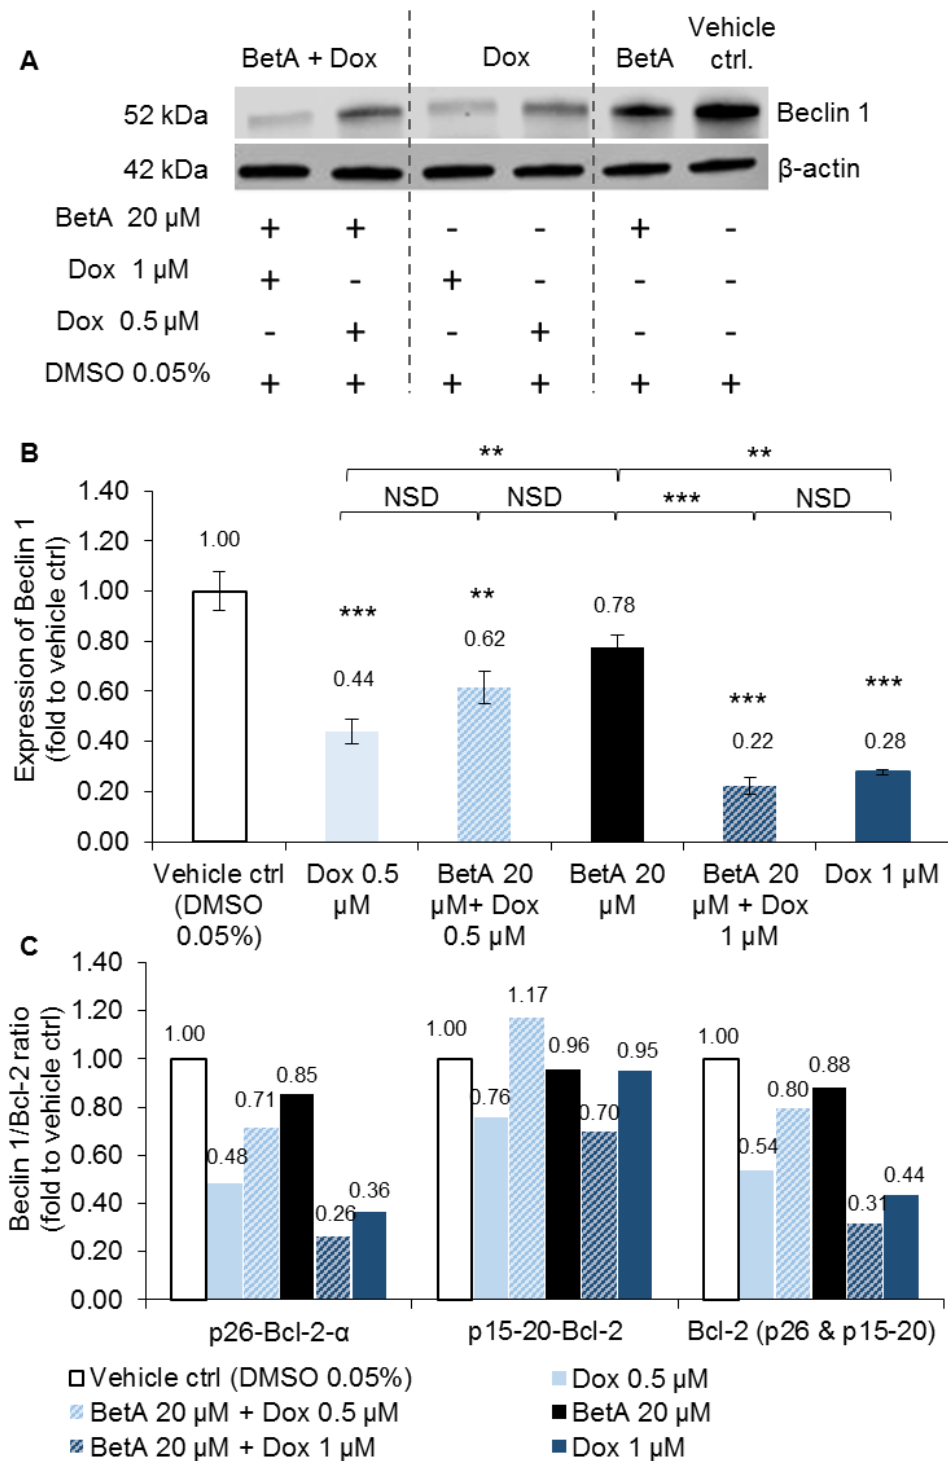 A
BetA + Dox
Dox
BetA
Vehicle
ctrl.
52 kDa
Beclin 1
42 kDa
β-actin
BetA 20 µM + + - - + -
Dox 1 µM + - + - - -
Dox 0.5 µM - + - + - -
DMSO 0.05% + + + + + +
B
** **
NSD NSD *** NSD
Expression of Beclin 1
(fold to vehicle ctrl)
1.40
1.20
1.00
0.80
0.60
0.40
0.20
0.00
1.00
***
0.44
**
0.62
0.78
***
0.22
***
0.28
Vehicle ctrl
(DMSO
0.05%)
Dox 0.5
µM
BetA 20
µM+ Dox
0.5 µM
BetA 20
µM
BetA 20
µM + Dox
1 µM
Dox 1 µM
C
Beclin 1/Bcl-2 ratio
(fold to vehicle ctrl)
1.40
1.20
1.00
0.80
0.60
0.40
0.20
0.00
1.00
0.48
0.71
0.85
0.26
0.36
1.00
0.76
1.17
0.96
0.70
0.95
1.00
0.54
0.80
0.88
0.31
0.44
p26-Bcl-2-α
p15-20-Bcl-2
Bcl-2 (p26 & p15-20)
Vehicle ctrl (DMSO 0.05%)
Dox 0.5 µM
BetA 20 µM + Dox 0.5 µM
BetA 20 µM
BetA 20 µM + Dox 1 µM
Dox 1 µM